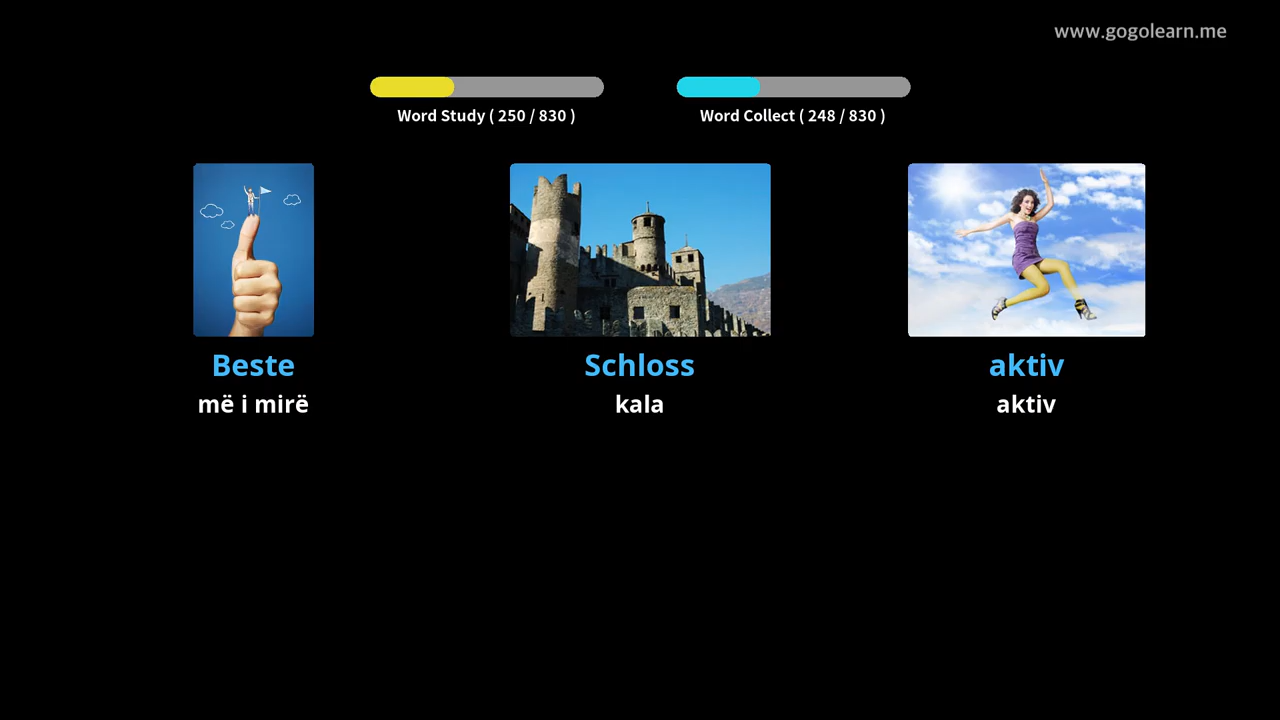 www.gogolearn.me
Word Study ( 250 / 830 )
Word Collect ( 248 / 830 )
Beste
Schloss
aktiv
më i mirë
kala
aktiv